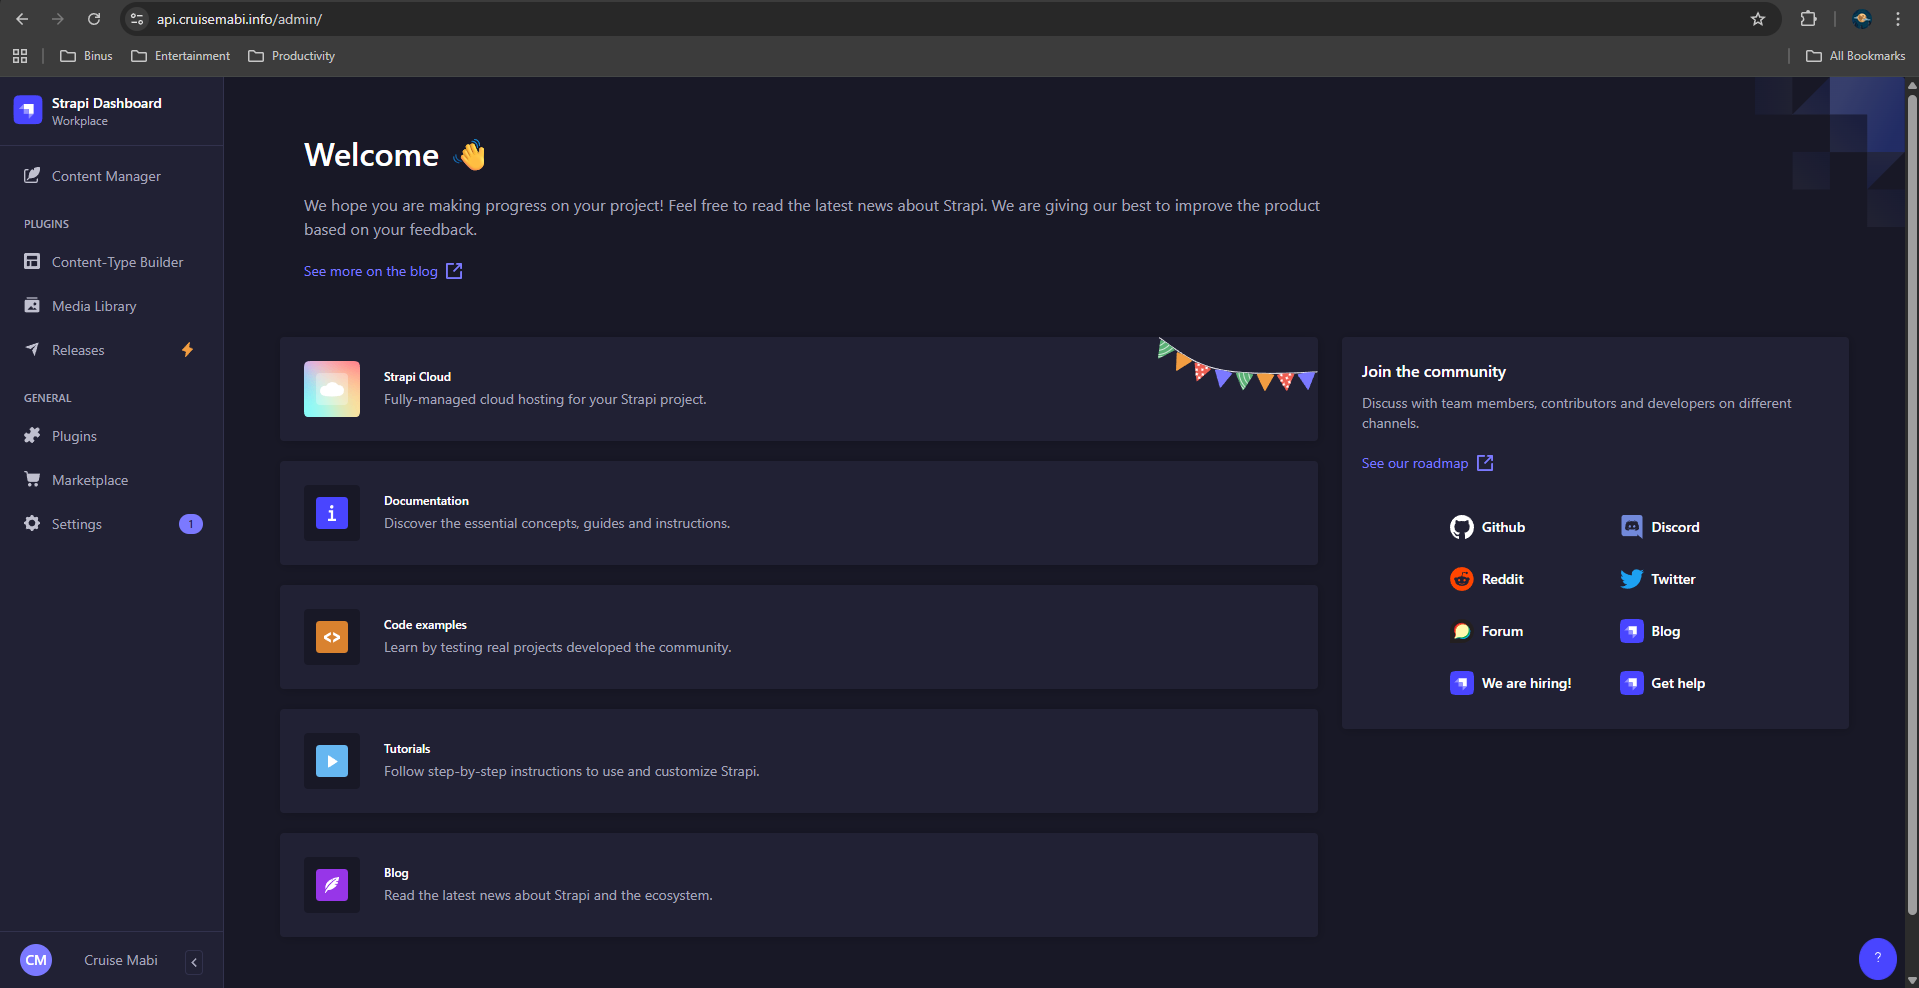 api.cruisemabi.info/admin/
Binus
Entertainment
Productivity
All Bookmarks
Strapi Dashboard
Workplace
Content Manager
PLUGINS
Content-Type Builder
Media Library
Releases
GENERAL
Plugins
Marketplace
Settings
1
CM
Cruise Mabi
Welcome
We hope you are making progress on your project! Feel free to read the latest news about Strapi. We are giving our best to improve the product
based on your feedback.
See more on the blog
Strapi Cloud
Fully-managed cloud hosting for your Strapi project.
Documentation
Discover the essential concepts, guides and instructions.
Code examples
Learn by testing real projects developed the community.
Tutorials
Follow step-by-step instructions to use and customize Strapi.
Blog
Read the latest news about Strapi and the ecosystem.
Join the community
Discuss with team members, contributors and developers on different
channels.
See our roadmap
Github
Discord
Reddit
Twitter
Forum
Blog
We are hiring!
Get help
?